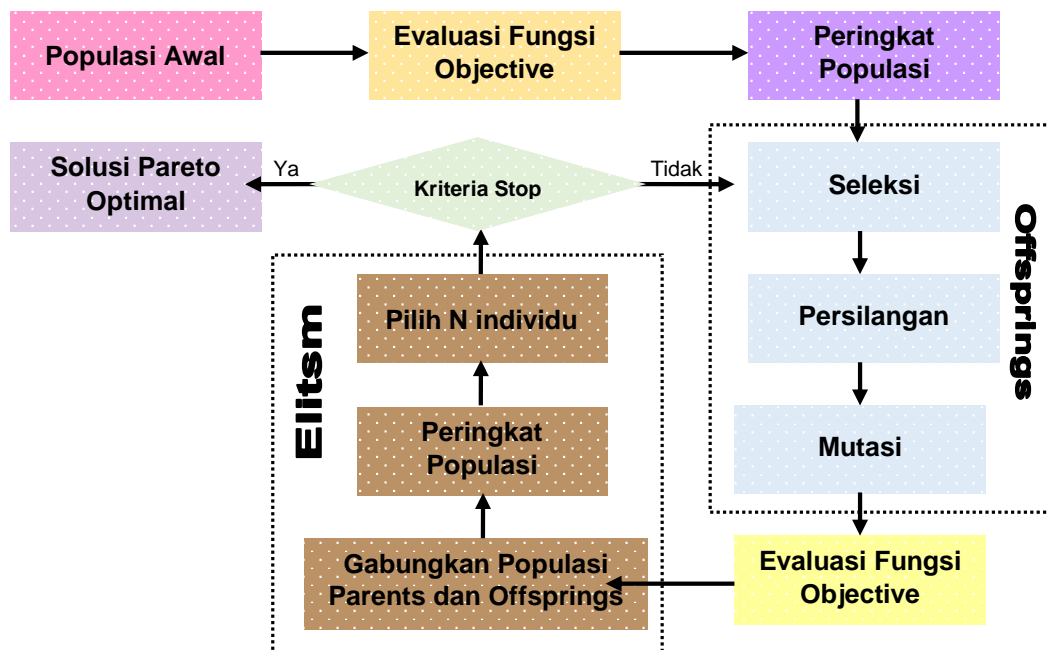 Populasi Awal
Evaluasi Fungsi
Objective
Peringkat
Populasi
Solusi Pareto
Optimal
Ya
Kriteria Stop
Tidak
Seleksi
Offsprings
Pilih N individu
Persilangan
Elitsm
Peringkat
Populasi
Mutasi
Gabungkan Populasi
Parents dan Offsprings
Evaluasi Fungsi
Objective